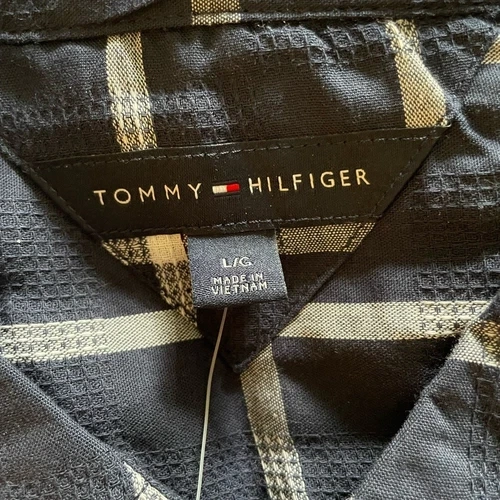 TOMMY HILFIGER
L/G
MADE IN
VIETNAM